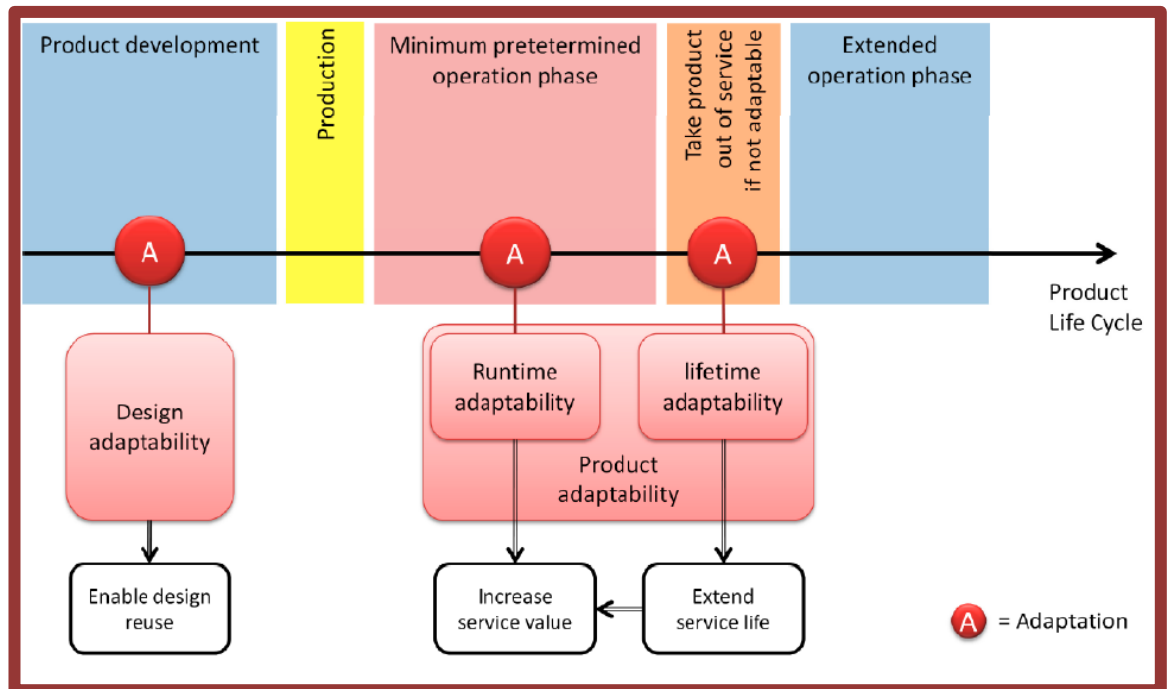 Product development
Production
Minimum pretetermined
operation phase
Take product
out of service
if not adaptable
Extended
operation phase
A
A
A
Product
Life Cycle
Design
adaptability
Runtime
adaptability
lifetime
adaptability
Product
adaptability
Enable design
reuse
Increase
service value
Extend
service life
A = Adaptation